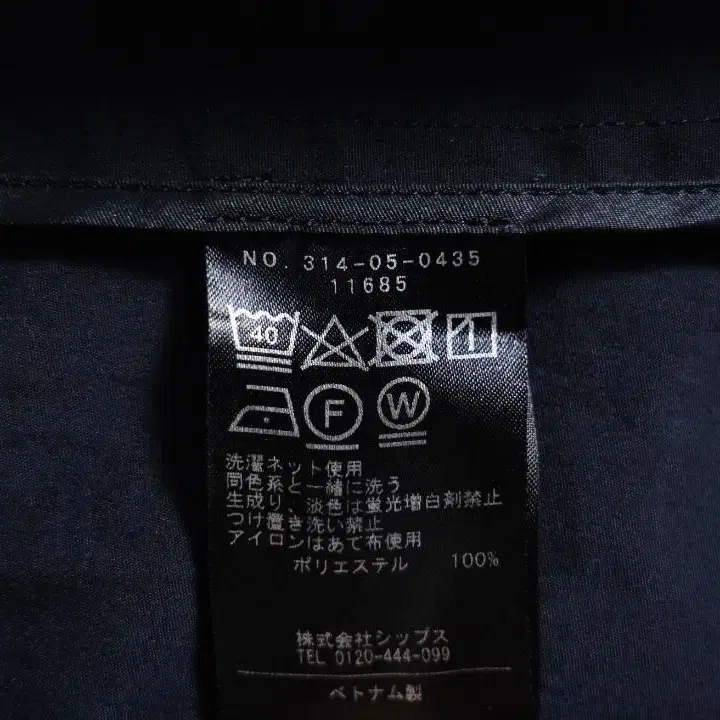 NO. 314-05-0435
11685
40
F W
洗濯ネット使用
同色系と一緒に洗う
生成り、淡色は蛍光増白剤禁止
つけ置き洗い禁止
アイロンはあて布使用
ポリエステル 100%
株式会社シップス
TEL 0120-444-099
ベトナム製